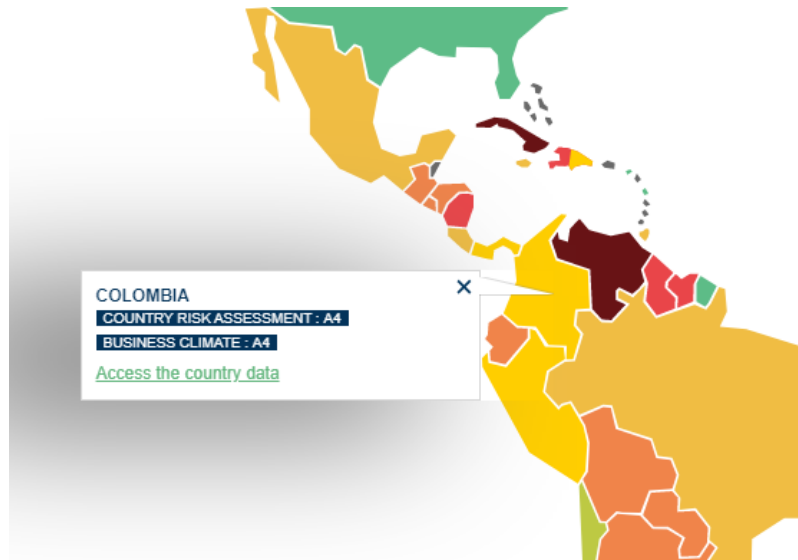 COLOMBIA
COUNTRY RISK ASSESSMENT : A4
BUSINESS CLIMATE : A4
Access the country data